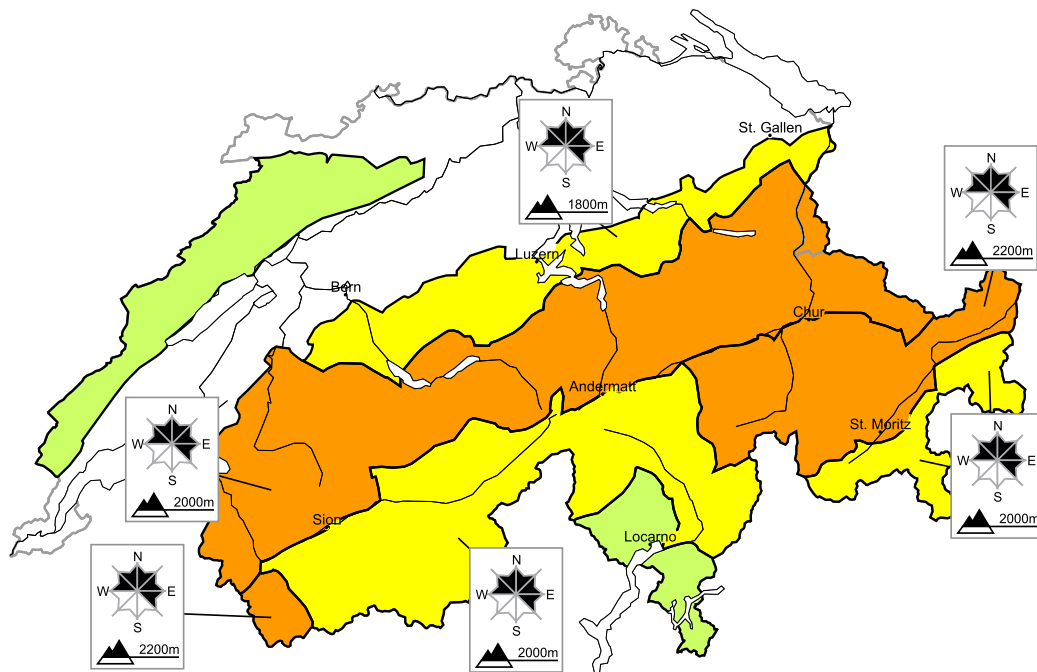 N
W E
S
1800m
St. Gallen
N
W E
S
2200m
Luzern
Bern
Chur
Andermatt
N
W E
S
2000m
St. Moritz
N
W E
S
2000m
Sion
Locarno
N
W E
S
2200m
N
W E
S
2000m